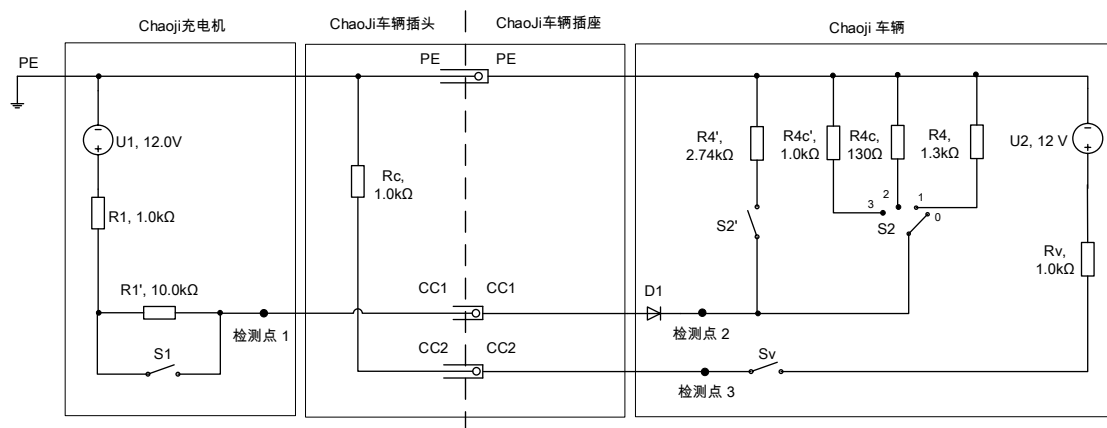 Chaoji充电机
ChaoJi车辆插头
ChaoJi车辆插座
Chaoji 车辆
PE
PE
PE
U1, 12.0V
R4',
2.74kΩ
R4c',
1.0kΩ
R4c,
130Ω
R4,
1.3kΩ
U2, 12 V
Rc,
1.0kΩ
R1, 1.0kΩ
3
2
1
0
S2'
S2
Rv,
1.0kΩ
R1', 10.0kΩ
CC1
CC1
D1
检测点 1
检测点 2
S1
CC2
CC2
Sv
检测点 3